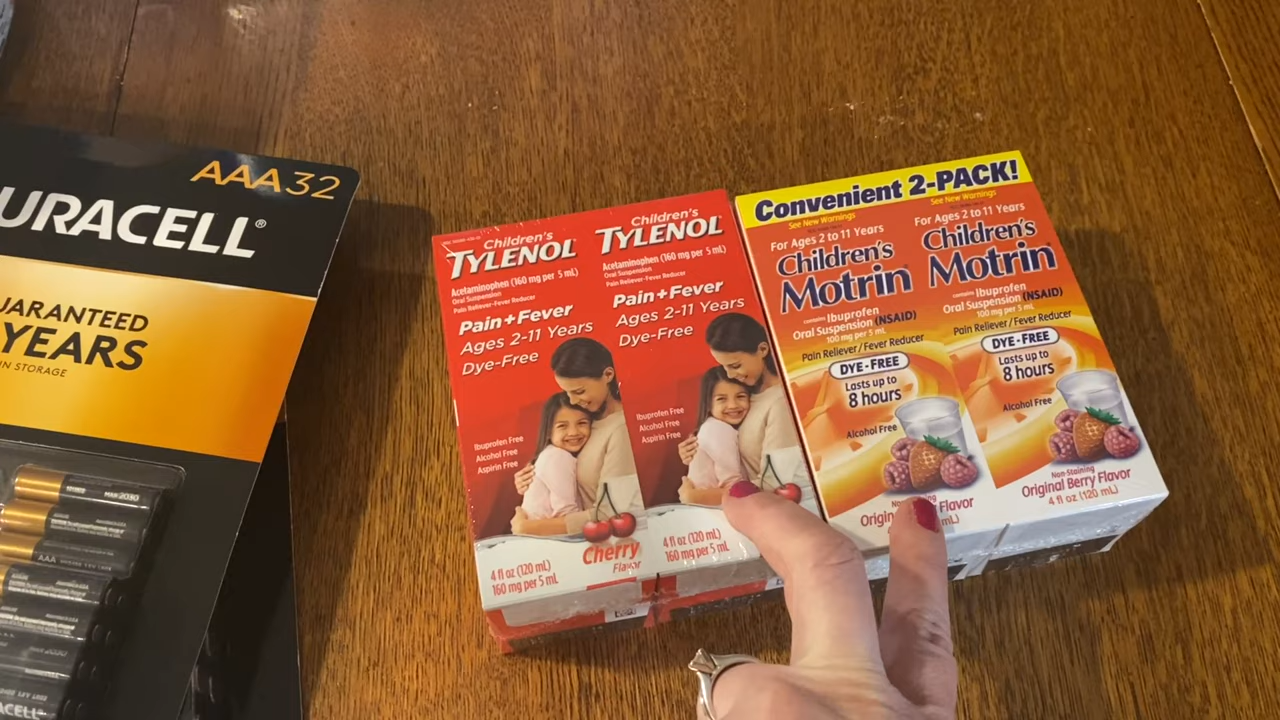 AAA32
URACELL®
UARANTEED
YEARS
IN STORAGE
Children's
TYLENOL
Acetaminophen (160 mg per 5 mL)
Oral Suspension
Pain Reliever-Fever Reducer
Pain+Fever
Ages 2-11 Years
Dye-Free
Ibuprofen Free
Alcohol Free
Aspirin Free
4 fl oz (120 mL)
160 mg per 5 mL
Cherry
Flavor
Children's
TYLENOL
Acetaminophen (160 mg per 5 mL)
Oral Suspension
Pain Reliever-Fever Reducer
Pain+Fever
Ages 2-11 Years
Dye-Free
Ibuprofen Free
Alcohol Free
Aspirin Free
4 fl oz (120 mL)
160 mg per 5 mL
Convenient 2-PACK!
See New Warnings
For Ages 2 to 11 Years
Children's
Motrin
contains Ibuprofen
Oral Suspension (NSAID)
100 mg per 5 mL
Pain Reliever/Fever Reducer
DYE-FREE
Lasts up to
8 hours
Alcohol Free
Flavor
mL)
See New Warnings
For Ages 2 to 11 Years
Children's
Motrin
contains Ibuprofen
Oral Suspension (NSAID)
100 mg per 5 mL
Pain Reliever/Fever Reducer
DYE-FREE
Lasts up to
8 hours
Alcohol Free
Non-Staining
Original Berry Flavor
4 fl oz (120 mL)
AAA
ACELL